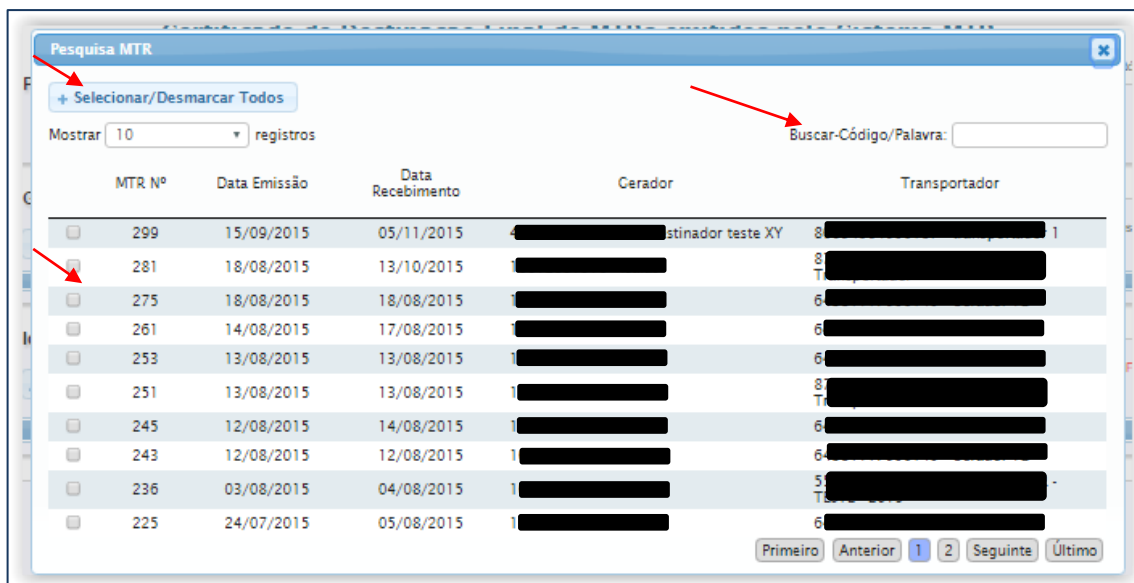 Pesquisa MTR
+ Selecionar/Desmarcar Todos
Mostrar 10 registros Buscar-Código/Palavra:
MTR Nº Data Emissão Data Recebimento Gerador Transportador
299 15/09/2015 05/11/2015 stinador teste XY 1
281 18/08/2015 13/10/2015
275 18/08/2015 18/08/2015
261 14/08/2015 17/08/2015
253 13/08/2015 13/08/2015
251 13/08/2015 13/08/2015
245 12/08/2015 14/08/2015
243 12/08/2015 12/08/2015
236 03/08/2015 04/08/2015
225 24/07/2015 05/08/2015
Primeiro Anterior 1 2 Seguinte Último